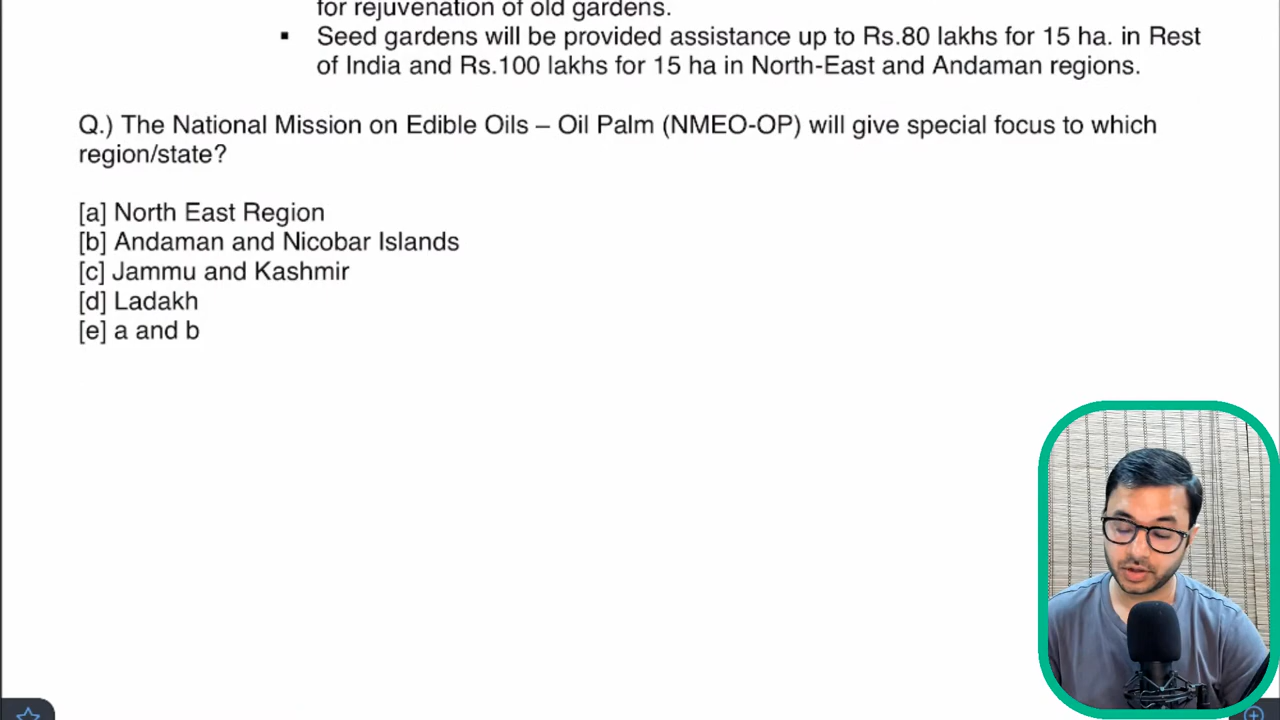 for rejuvenation of old gardens.
▪ Seed gardens will be provided assistance up to Rs.80 lakhs for 15 ha. in Rest
of India and Rs.100 lakhs for 15 ha in North-East and Andaman regions.
Q.) The National Mission on Edible Oils – Oil Palm (NMEO-OP) will give special focus to which
region/state?
[a] North East Region
[b] Andaman and Nicobar Islands
[c] Jammu and Kashmir
[d] Ladakh
[e] a and b